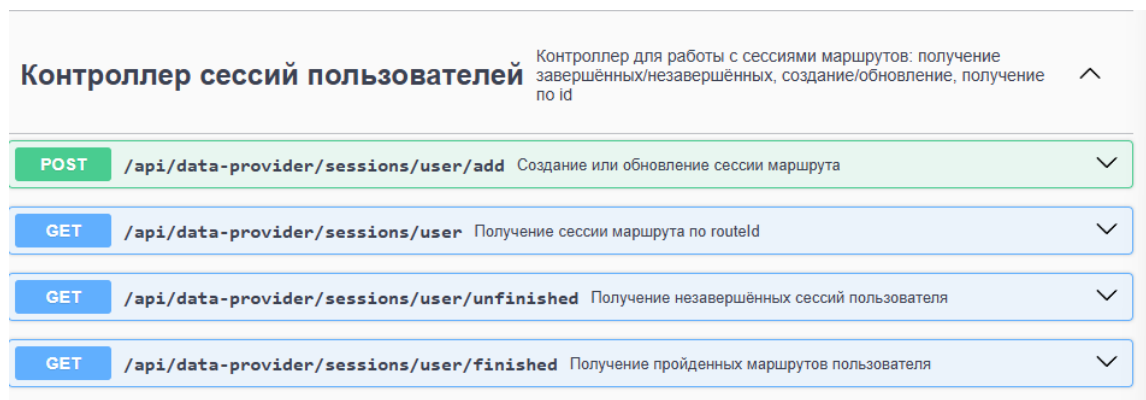 Контроллер сессий пользователей
Контроллер для работы с сессиями маршрутов: получение
завершённых/незавершённых, создание/обновление, получение
по id
POST /api/data-provider/sessions/user/add Создание или обновление сессии маршрута
GET /api/data-provider/sessions/user Получение сессии маршрута по routeId
GET /api/data-provider/sessions/user/unfinished Получение незавершённых сессий пользователя
GET /api/data-provider/sessions/user/finished Получение пройденных маршрутов пользователя